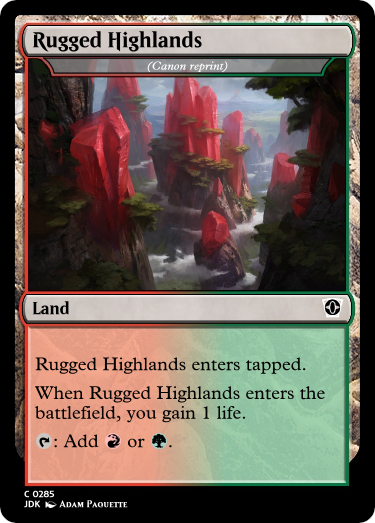 Rugged Highlands
(Canon reprint)
Land
Rugged Highlands enters tapped.
When Rugged Highlands enters the
battlefield, you gain 1 life.
: Add or .
C 0285
JDK Adam Paquette